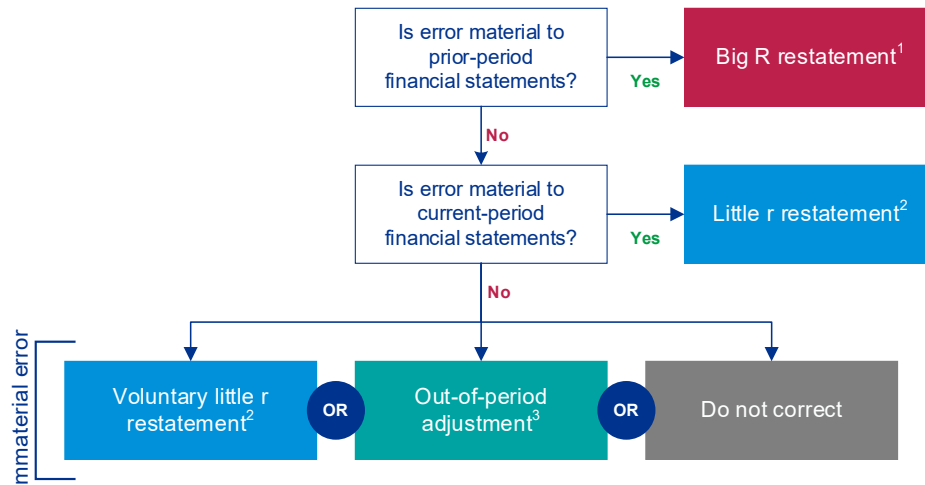 Is error material to
prior-period
financial statements?
Yes
Big R restatement¹
No
Is error material to
current-period
financial statements?
Yes
Little r restatement²
No
mmaterial error
Voluntary little r
restatement²
OR
Out-of-period
adjustment³
OR
Do not correct